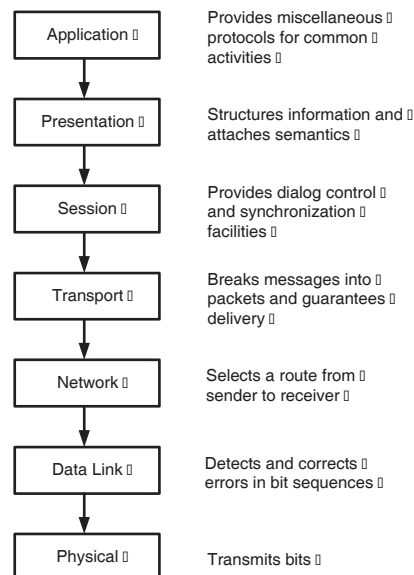 Application ▯
Provides miscellaneous ▯
protocols for common ▯
activities ▯
Presentation ▯
Structures information and ▯
attaches semantics ▯
Session ▯
Provides dialog control ▯
and synchronization ▯
facilities ▯
Transport ▯
Breaks messages into ▯
packets and guarantees ▯
delivery ▯
Network ▯
Selects a route from ▯
sender to receiver ▯
Data Link ▯
Detects and corrects ▯
errors in bit sequences ▯
Physical ▯
Transmits bits ▯